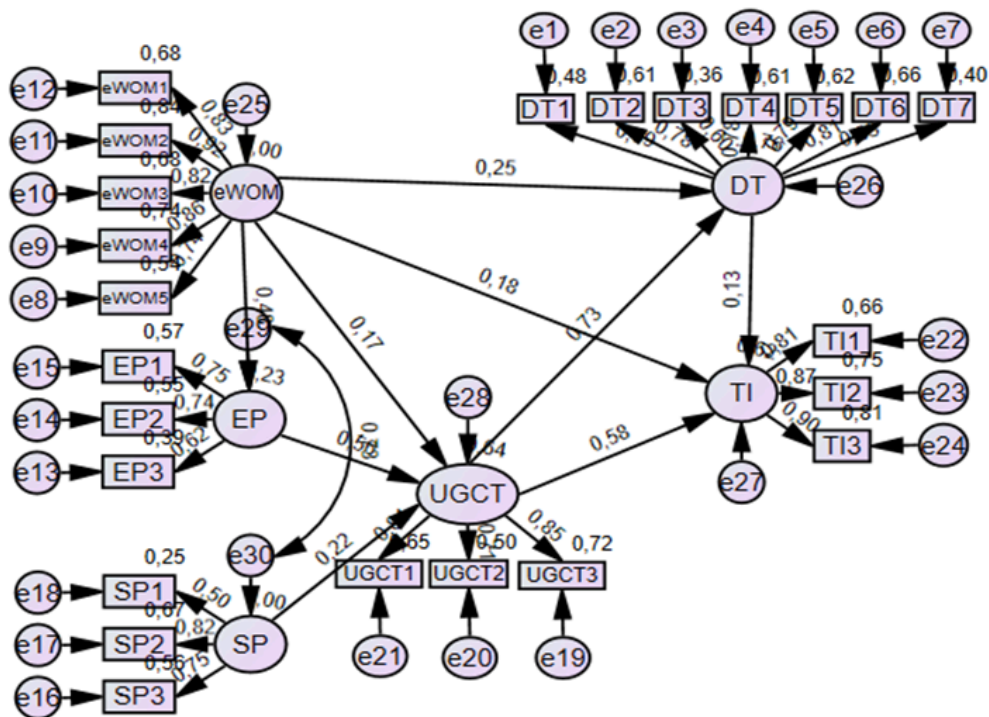 e1 e2 e3 e4 e5 e6 e7
0,48 0,61 0,36 0,61 0,62 0,66 0,40
DT1 DT2 DT3 DT4 DT5 DT6 DT7
0,78
DT
e26
0,68
e12 eWOM1
0,83
e25
0,84
e11 eWOM2
0,92
,00
0,68
e10 eWOM3
0,82
eWOM
0,25
0,74
e9 eWOM4
0,86
0,54
e8 eWOM5
0,74
0,18
0,17
0,73
0,13
e29
0,57
e15 EP1
0,75
,23
0,55
e14 EP2
0,74
EP
0,39
e13 EP3
0,62
0,50
e28
,64
UGCT
0,58
0,66
0,81
TI1 e22
0,75
0,87
TI2 e23
TI
0,81
0,90
TI3 e24
e27
0,22
e30
0,25
e18 SP1
0,50
,00
0,67
e17 SP2
0,82
SP
0,56
e16 SP3
0,75
,65 0,50 0,85 0,72
UGCT1 UGCT2 UGCT3
e21 e20 e19